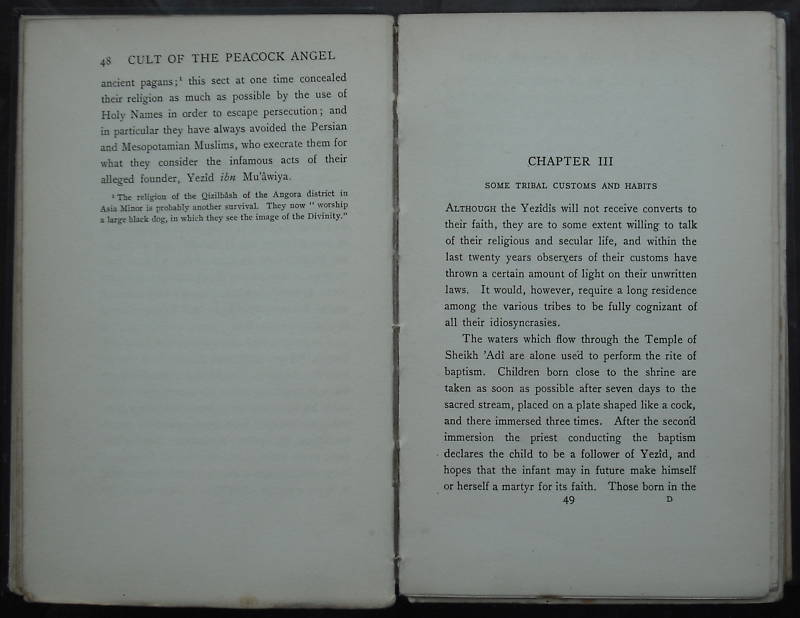 48 CULT OF THE PEACOCK ANGEL
ancient pagans;¹ this sect at one time concealed
their religion as much as possible by the use of
Holy Names in order to escape persecution; and
in particular they have always avoided the Persian
and Mesopotamian Muslims, who execrate them for
what they consider the infamous acts of their
alleged founder, Yezîd ibn Mu'âwiya.
¹ The religion of the Qizilbâsh of the Angora district in
Asia Minor is probably another survival. They now " worship
a large black dog, in which they see the image of the Divinity."
CHAPTER III
SOME TRIBAL CUSTOMS AND HABITS
ALTHOUGH the Yezîdîs will not receive converts to
their faith, they are to some extent willing to talk
of their religious and secular life, and within the
last twenty years observers of their customs have
thrown a certain amount of light on their unwritten
laws. It would, however, require a long residence
among the various tribes to be fully cognizant of
all their idiosyncrasies.
The waters which flow through the Temple of
Sheikh 'Adî are alone used to perform the rite of
baptism. Children born close to the shrine are
taken as soon as possible after seven days to the
sacred stream, placed on a plate shaped like a cock,
and there immersed three times. After the second
immersion the priest conducting the baptism
declares the child to be a follower of Yezîd, and
hopes that the infant may in future make himself
or herself a martyr for its faith. Those born in the
49 D